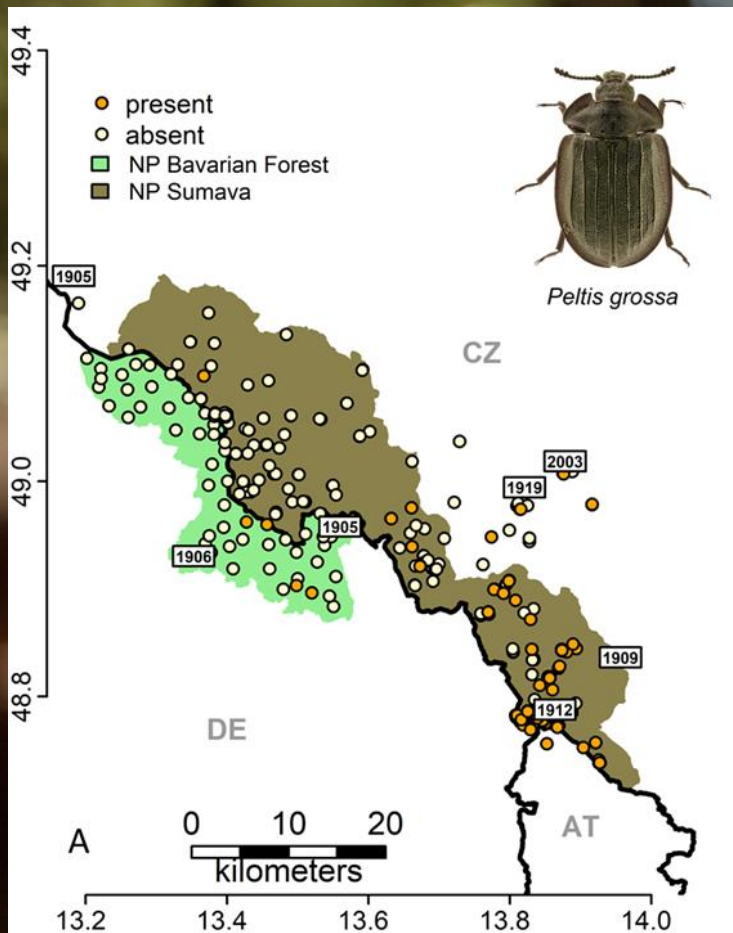 49.4
49.2
49.0
48.8
present
absent
NP Bavarian Forest
NP Sumava
Peltis grossa
1905
CZ
2003
1919
1905
1906
1909
1912
DE
AT
A
0 10 20
kilometers
13.2 13.4 13.6 13.8 14.0